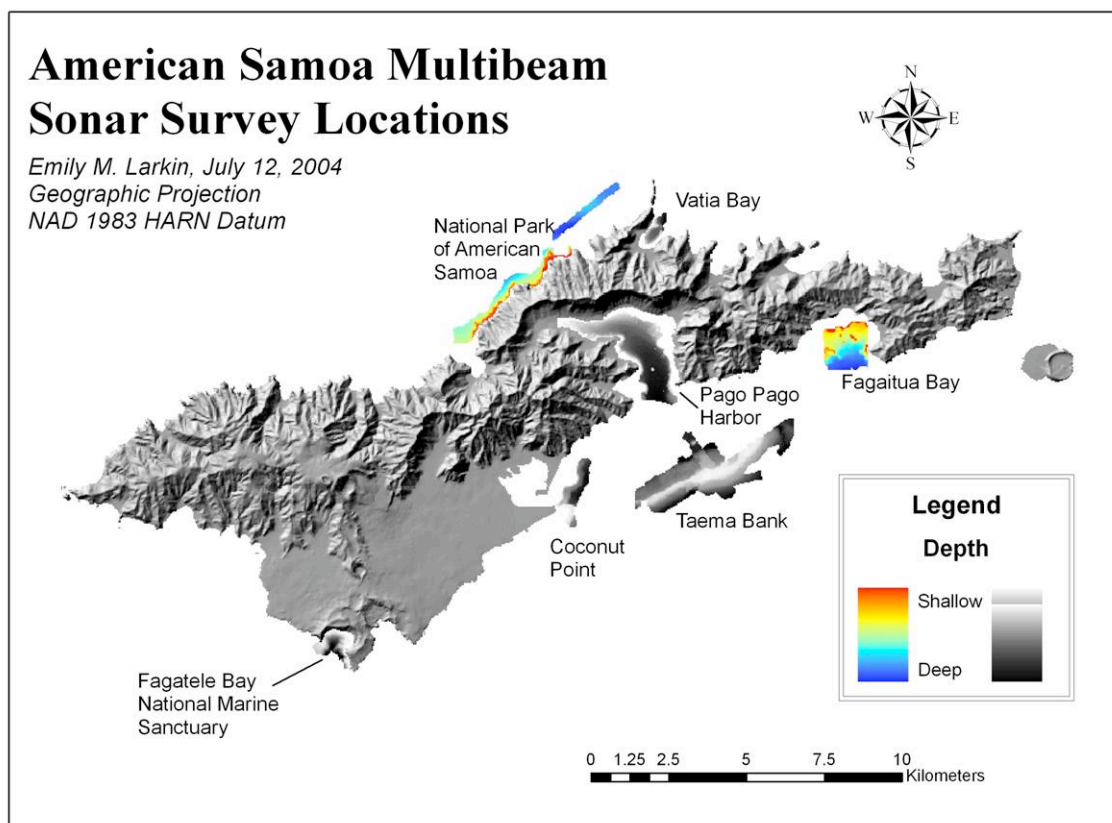 American Samoa Multibeam
Sonar Survey Locations
Emily M. Larkin, July 12, 2004
Geographic Projection
NAD 1983 HARN Datum
N
W E
S
Vatia Bay
National Park
of American
Samoa
Fagaitua Bay
Pago Pago
Harbor
Taema Bank
Coconut
Point
Fagatele Bay
National Marine
Sanctuary
Legend
Depth
Shallow
Deep
0 1.25 2.5 5 7.5 10
Kilometers